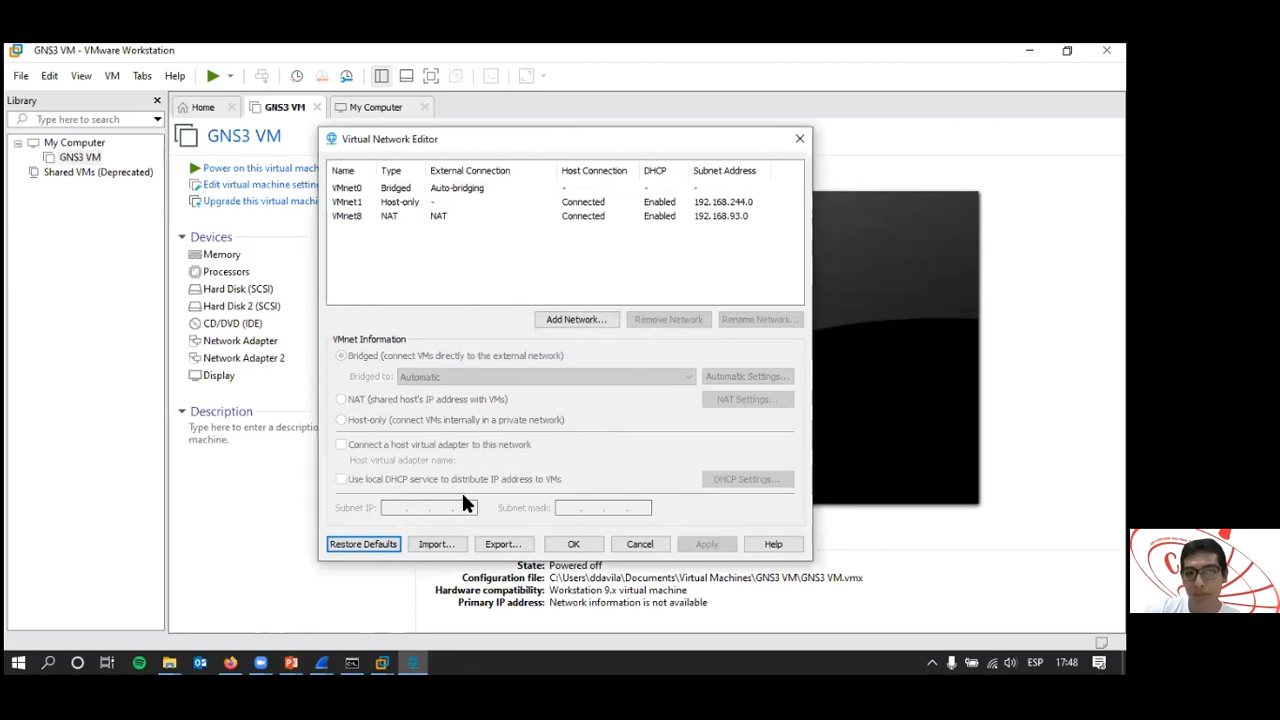 GNS3 VM - VMware Workstation
File Edit View VM Tabs Help
Library
Type here to search
My Computer
GNS3 VM
Shared VMs (Deprecated)
Home GNS3 VM My Computer
GNS3 VM
Power on this virtual mach
Edit virtual machine settin
Upgrade this virtual machi
Devices
Memory
Processors
Hard Disk (SCSI)
Hard Disk 2 (SCSI)
CD/DVD (IDE)
Network Adapter
Network Adapter 2
Display
Description
Type here to enter a descriptio
machine.
Virtual Network Editor
Name Type External Connection Host Connection DHCP Subnet Address
VMnet0 Bridged Auto-bridging - - -
VMnet1 Host-only - Connected Enabled 192.168.244.0
VMnet8 NAT NAT Connected Enabled 192.168.93.0
Add Network... Remove Network Rename Network...
VMnet Information
Bridged (connect VMs directly to the external network)
Bridged to: Automatic Automatic Settings...
NAT (shared host's IP address with VMs) NAT Settings...
Host-only (connect VMs internally in a private network)
Connect a host virtual adapter to this network
Host virtual adapter name:
Use local DHCP service to distribute IP address to VMs DHCP Settings...
Subnet IP: . . . Subnet mask: . . .
Restore Defaults Import... Export... OK Cancel Apply Help
State: Powered off
Configuration file: C:\Users\ddavila\Documents\Virtual Machines\GNS3 VM\GNS3 VM.vmx
Hardware compatibility: Workstation 9.x virtual machine
Primary IP address: Network information is not available
ESP 17:48